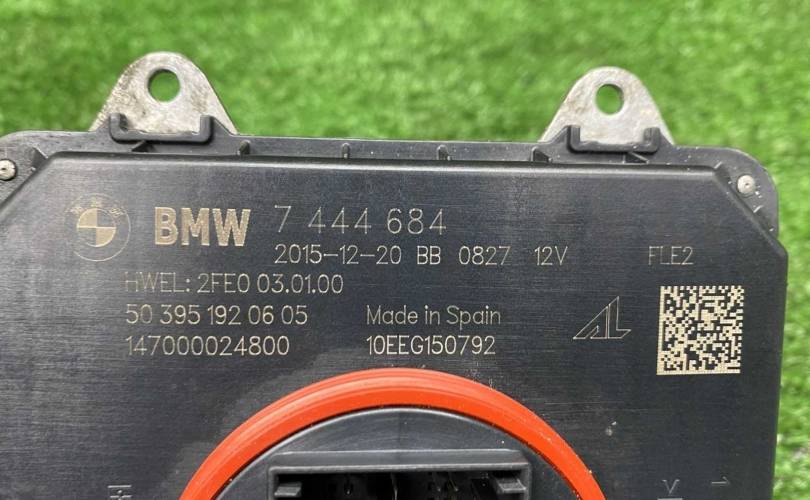 BMW 7 444 684
2015-12-20 BB 0827 12V FLE2
HWEL: 2FE0 03.01.00
50 395 192 06 05 Made in Spain
147000024800 10EEG150792
AL